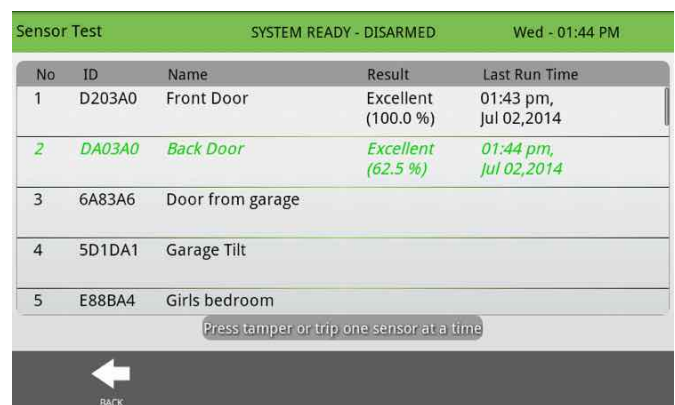 Sensor Test SYSTEM READY - DISARMED Wed - 01:44 PM
No ID Name Result Last Run Time
1 D203A0 Front Door Excellent 01:43 pm,
(100.0 %) Jul 02,2014
2 DA03A0 Back Door Excellent 01:44 pm,
(62.5 %) Jul 02,2014
3 6A83A6 Door from garage
4 5D1DA1 Garage Tilt
5 E88BA4 Girls bedroom
Press tamper or trip one sensor at a time
BACK